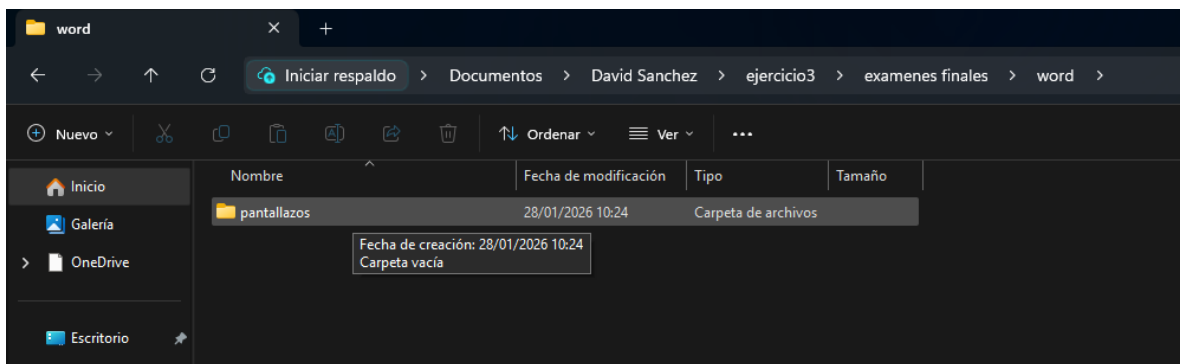 word
Iniciar respaldo > Documentos > David Sanchez > ejercicio3 > examenes finales > word >
Nuevo Ordenar Ver
Inicio
Galería
OneDrive
Escritorio
Nombre Fecha de modificación Tipo Tamaño
pantallazos 28/01/2026 10:24 Carpeta de archivos
Fecha de creación: 28/01/2026 10:24
Carpeta vacía